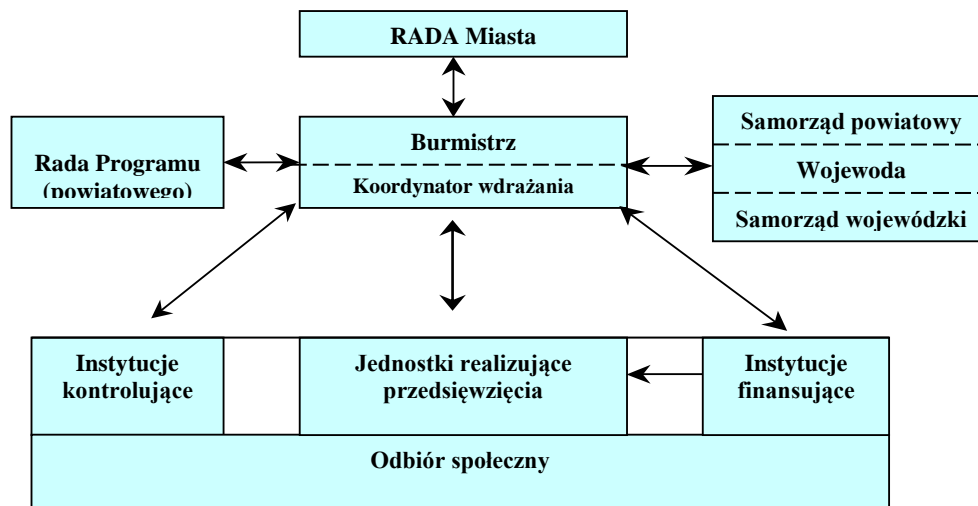 RADA Miasta
Burmistrz
Koordynator wdrażania
Rada Programu
(powiatowego)
Samorząd powiatowy
Wojewoda
Samorząd wojewódzki
Instytucje
kontrolujące
Jednostki realizujące
przedsięwzięcia
Instytucje
finansujące
Odbiór społeczny